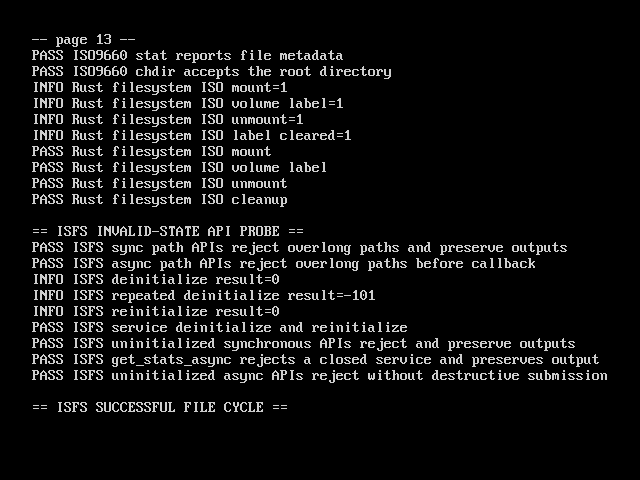 -- page 13 --
PASS ISO9660 stat reports file metadata
PASS ISO9660 chdir accepts the root directory
INFO Rust filesystem ISO mount=1
INFO Rust filesystem ISO volume label=1
INFO Rust filesystem ISO unmount=1
INFO Rust filesystem ISO label cleared=1
PASS Rust filesystem ISO mount
PASS Rust filesystem ISO volume label
PASS Rust filesystem ISO unmount
PASS Rust filesystem ISO cleanup
== ISFS INVALID-STATE API PROBE ==
PASS ISFS sync path APIs reject overlong paths and preserve outputs
PASS ISFS async path APIs reject overlong paths before callback
INFO ISFS deinitialize result=0
INFO ISFS repeated deinitialize result=-101
INFO ISFS reinitialize result=0
PASS ISFS service deinitialize and reinitialize
PASS ISFS uninitialized synchronous APIs reject and preserve outputs
PASS ISFS get_stats_async rejects a closed service and preserves output
PASS ISFS uninitialized async APIs reject without destructive submission
== ISFS SUCCESSFUL FILE CYCLE ==